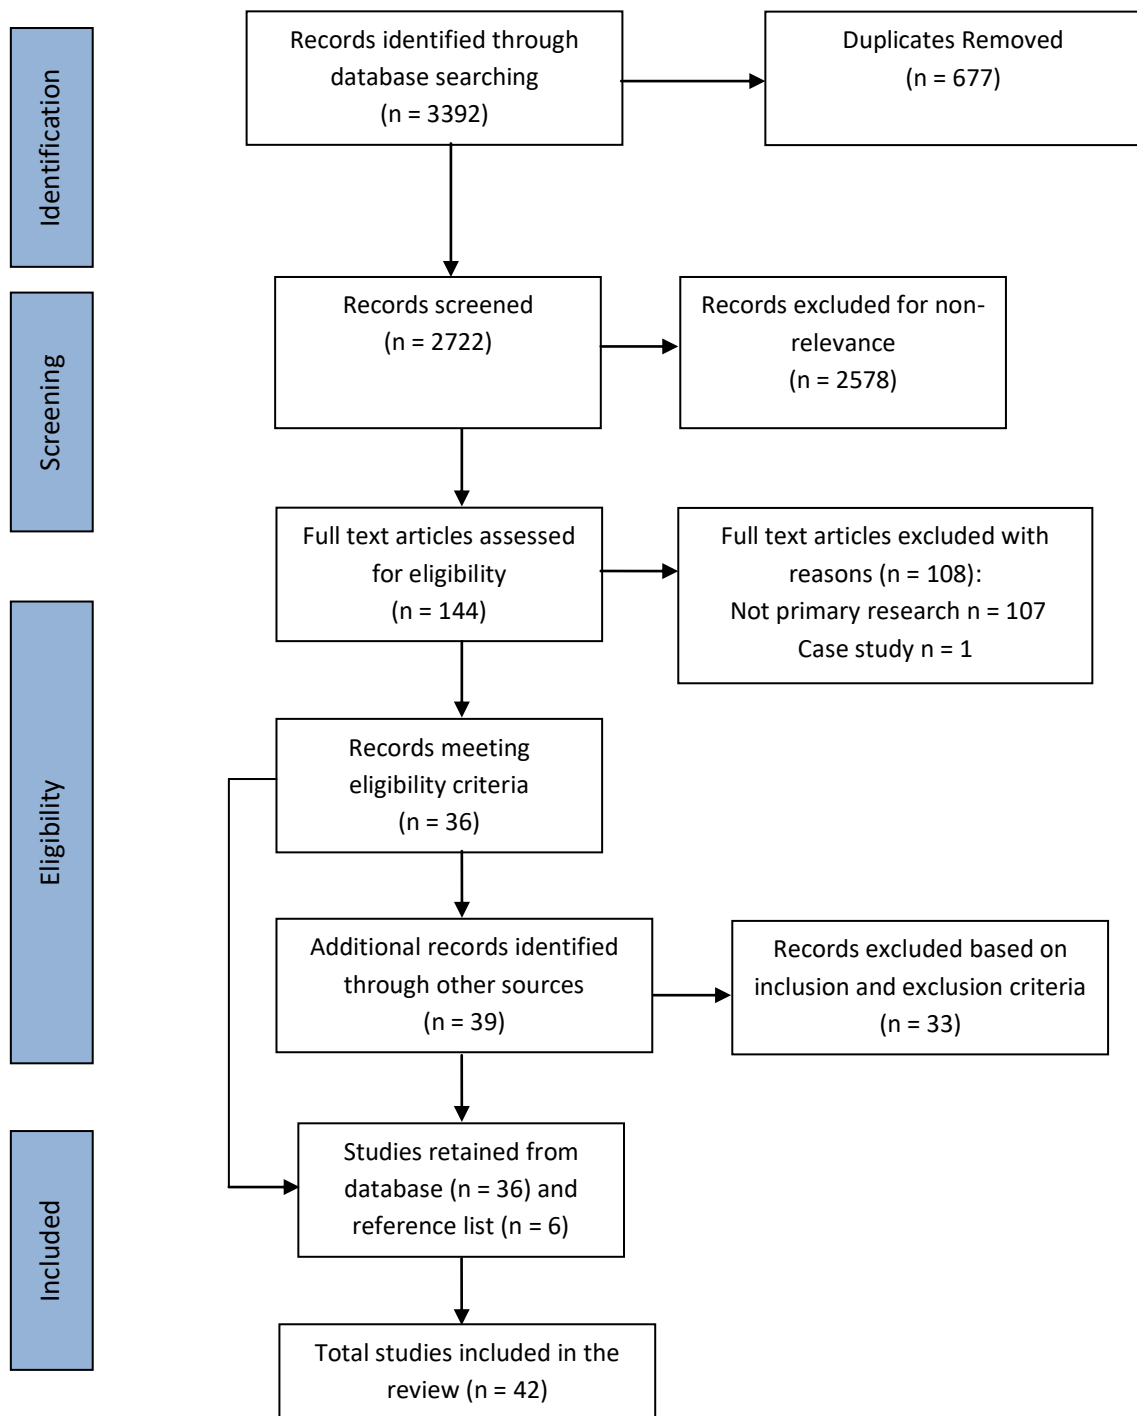 Identification
Records identified through
database searching
(n = 3392)
Duplicates Removed
(n = 677)
Screening
Records screened
(n = 2722)
Records excluded for non-
relevance
(n = 2578)
Full text articles assessed
for eligibility
(n = 144)
Full text articles excluded with
reasons (n = 108):
Not primary research n = 107
Case study n = 1
Eligibility
Records meeting
eligibility criteria
(n = 36)
Additional records identified
through other sources
(n = 39)
Records excluded based on
inclusion and exclusion criteria
(n = 33)
Included
Studies retained from
database (n = 36) and
reference list (n = 6)
Total studies included in the
review (n = 42)